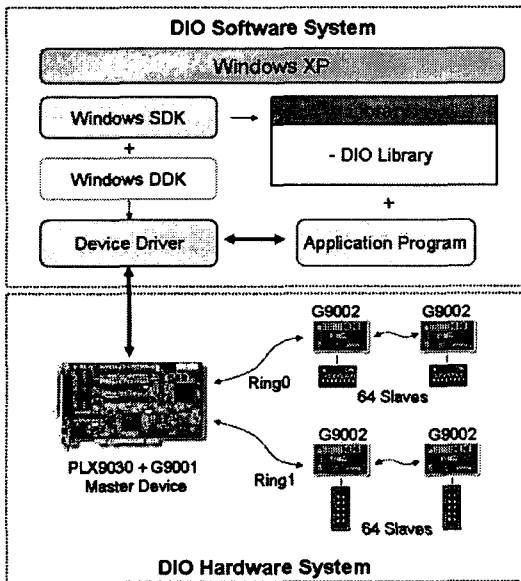 DIO Software System
Windows XP
Windows SDK
+
- DIO Library
Windows DDK
+
Device Driver
Application Program
G9002
G9002
Ring0
64 Slaves
G9002
G9002
PLX9030 + G9001
Master Device
Ring1
64 Slaves
DIO Hardware System